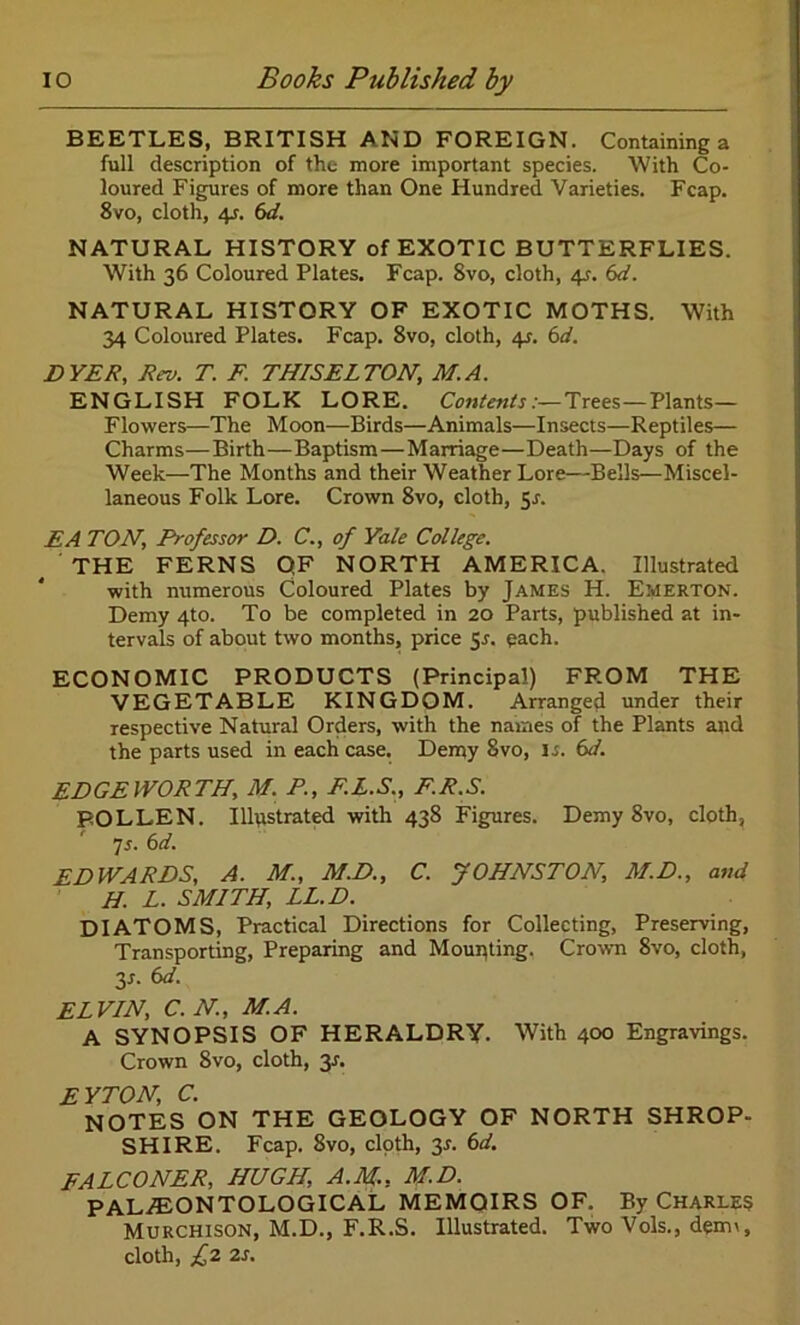 10 Books Published by
BEETLES, BRITISH AND FOREIGN. Containing a
full description of the more important species. With Co-
loured Figures of more than One Hundred Varieties. Fcap.
8vo, cloth, 4s. 6d.
NATURAL HISTORY of EXOTIC BUTTERFLIES.
With 36 Coloured Plates. Fcap. 8vo, cloth, 4s. 6d.
NATURAL HISTORY OF EXOTIC MOTHS. With
34 Coloured Plates. Fcap. 8vo, cloth, 4s. 6d.
DYER, Rev. T. F. THISELTON, M.A.
ENGLISH FOLK LORE. Contents:—Trees—Plants—
Flowers—The Moon—Birds—Animals—Insects—Reptiles—
Charms—Birth—Baptism—Marriage—Death—Days of the
Week—The Months and their Weather Lore—Bells—Miscel-
laneous Folk Lore. Crown 8vo, cloth, 5s.
EATON, Professor D. C., of Yale College.
THE FERNS OF NORTH AMERICA. Illustrated
with numerous Coloured Plates by JAMES H. EMERTON.
Demy 4to. To be completed in 20 Parts, published at in-
tervals of about two months, price 5s. each.
ECONOMIC PRODUCTS (Principal) FROM THE
VEGETABLE KINGDOM. Arranged under their
respective Natural Orders, with the names of the Plants and
the parts used in each case. Demy 8vo, 1s. 6d.
EDGEWORTH, M. P., F.L.S., F.R.S.
POLLEN. Illustrated with 438 Figures. Demy 8vo, cloth,
7s. 6d.
EDWARDS, A. M., M.D., C. JOHNSTON, M.D., and
H. L. SMITH, LL.D.
DIATOMS, Practical Directions for Collecting, Preserving,
Transporting, Preparing and Mounting. Crown 8vo, cloth,
3s. 6d.
ELVIN, C. N., M.A.
A SYNOPSIS OF HERALDRY. With 400 Engravings.
Crown 8vo, cloth, 3s.
EYTON, C.
NOTES ON THE GEOLOGY OF NORTH SHROP-
SHIRE. Fcap. 8vo, cloth, 3s. 6d.
FALCONER, HUGH, A.M., M.D.
PALÆONTOLOGICAL MEMOIRS OF. By CHARLES
MURCHISON, M.D., F.R.S. Illustrated. Two Vols., demy,
cloth, £2 2s.